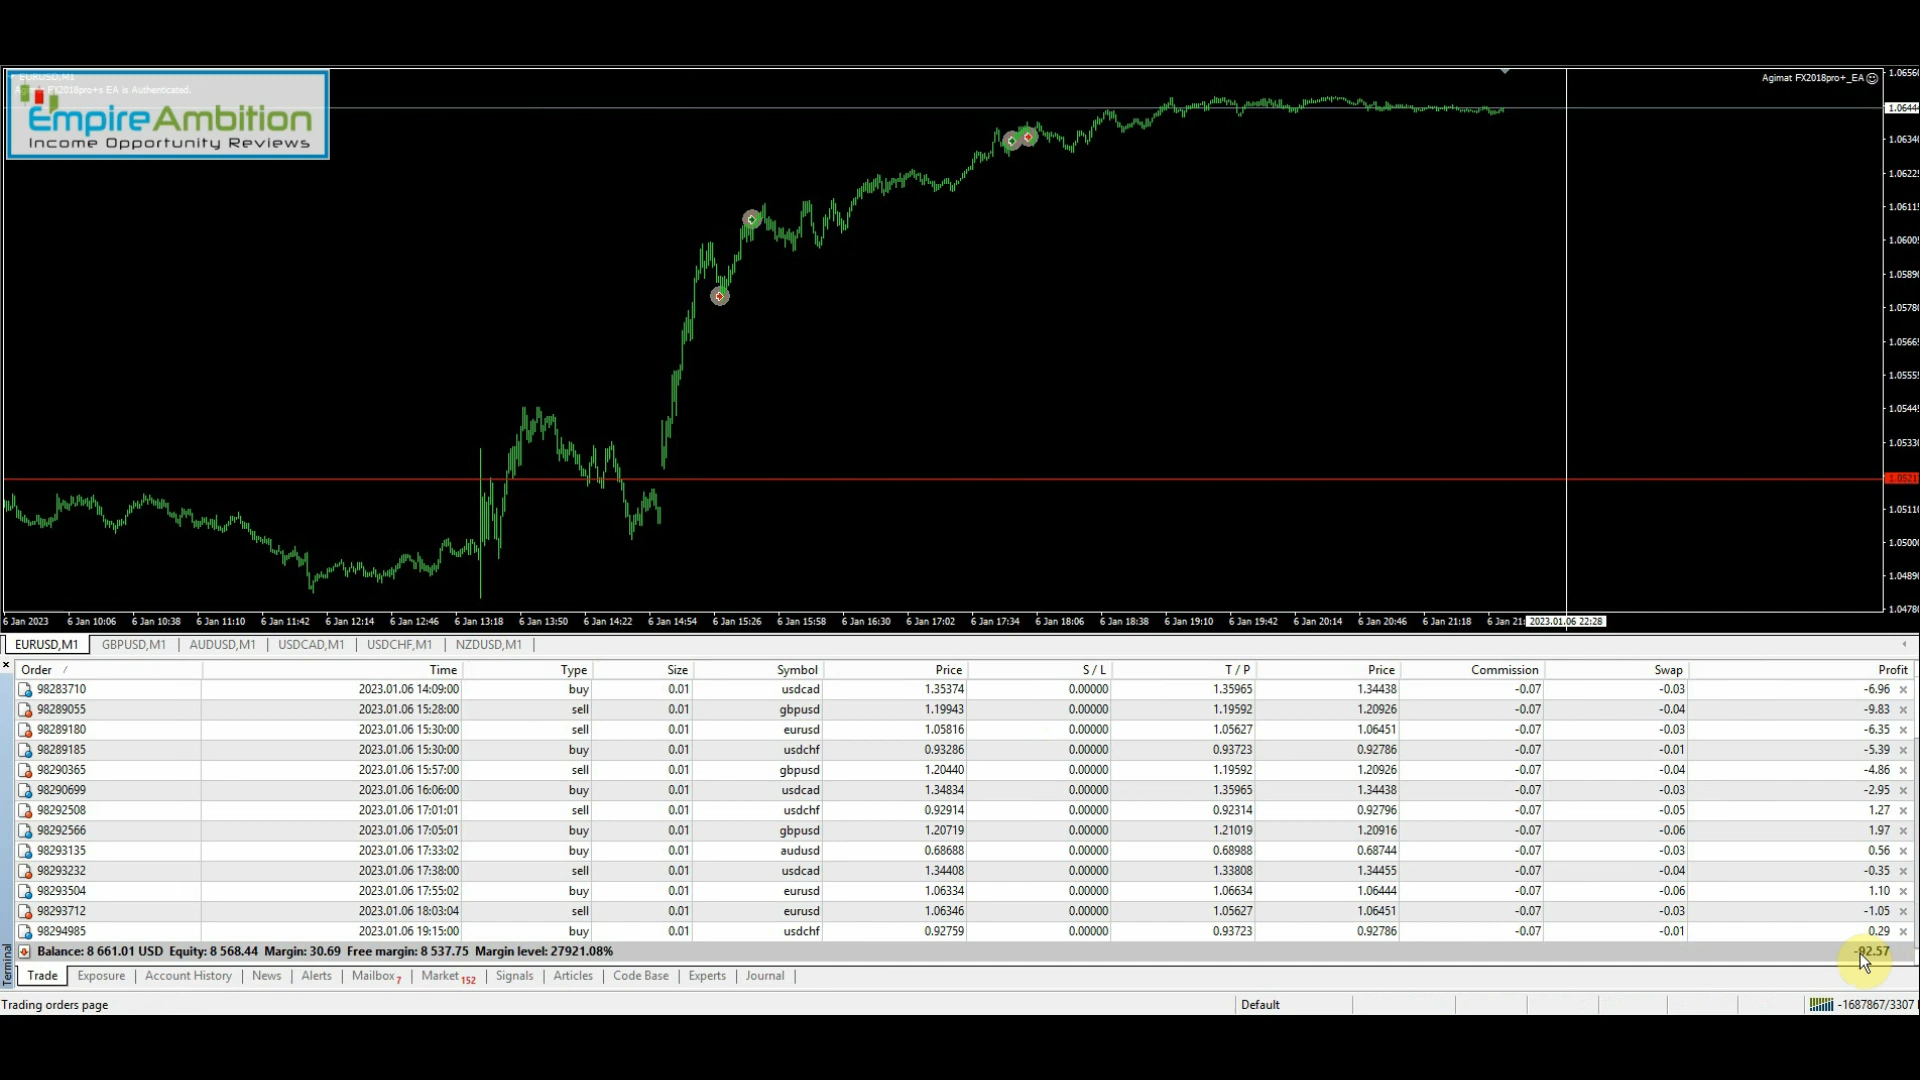 EURUSD,M1
FX2018pro+s EA is Authenticated.
EmpireAmbition
Income Opportunity Reviews
Agimat FX2018pro+_EA
1.06560
1.06444
1.06340
1.06225
1.06115
1.06005
1.05890
1.05780
1.05665
1.05555
1.05445
1.05330
1.0521
1.05110
1.05000
1.04890
1.04780
6 Jan 2023 6 Jan 10:06 6 Jan 10:38 6 Jan 11:10 6 Jan 11:42 6 Jan 12:14 6 Jan 12:46 6 Jan 13:18 6 Jan 13:50 6 Jan 14:22 6 Jan 14:54 6 Jan 15:26 6 Jan 15:58 6 Jan 16:30 6 Jan 17:02 6 Jan 17:34 6 Jan 18:06 6 Jan 18:38 6 Jan 19:10 6 Jan 19:42 6 Jan 20:14 6 Jan 20:46 6 Jan 21:18 6 Jan 21: 2023.01.06 22:28
EURUSD,M1 GBPUSD,M1 AUDUSD,M1 USDCAD,M1 USDCHF,M1 NZDUSD,M1
Order / Time Type Size Symbol Price S / L T / P Price Commission Swap Profit
98283710 2023.01.06 14:09:00 buy 0.01 usdcad 1.35374 0.00000 1.35965 1.34438 -0.07 -0.03 -6.96
98289055 2023.01.06 15:28:00 sell 0.01 gbpusd 1.19943 0.00000 1.19592 1.20926 -0.07 -0.04 -9.83
98289180 2023.01.06 15:30:00 sell 0.01 eurusd 1.05816 0.00000 1.05627 1.06451 -0.07 -0.03 -6.35
98289185 2023.01.06 15:30:00 buy 0.01 usdchf 0.93286 0.00000 0.93723 0.92786 -0.07 -0.01 -5.39
98290365 2023.01.06 15:57:00 sell 0.01 gbpusd 1.20440 0.00000 1.19592 1.20926 -0.07 -0.04 -4.86
98290699 2023.01.06 16:06:00 buy 0.01 usdcad 1.34834 0.00000 1.35965 1.34438 -0.07 -0.03 -2.95
98292508 2023.01.06 17:01:01 sell 0.01 usdchf 0.92914 0.00000 0.92314 0.92796 -0.07 -0.05 1.27
98292566 2023.01.06 17:05:01 buy 0.01 gbpusd 1.20719 0.00000 1.21019 1.20916 -0.07 -0.06 1.97
98293135 2023.01.06 17:33:02 buy 0.01 audusd 0.68688 0.00000 0.68988 0.68744 -0.07 -0.03 0.56
98293232 2023.01.06 17:38:00 sell 0.01 usdcad 1.34408 0.00000 1.33808 1.34455 -0.07 -0.04 -0.35
98293504 2023.01.06 17:55:02 buy 0.01 eurusd 1.06334 0.00000 1.06634 1.06444 -0.07 -0.06 1.10
98293712 2023.01.06 18:03:04 sell 0.01 eurusd 1.06346 0.00000 1.05627 1.06451 -0.07 -0.03 -1.05
98294985 2023.01.06 19:15:00 buy 0.01 usdchf 0.92759 0.00000 0.93723 0.92786 -0.07 -0.01 0.29
Balance: 8 661.01 USD Equity: 8 568.44 Margin: 30.69 Free margin: 8 537.75 Margin level: 27921.08% -92.57
Terminal
Trade Exposure Account History News Alerts Mailbox 7 Market 152 Signals Articles Code Base Experts Journal
Trading orders page Default -1687867/3307